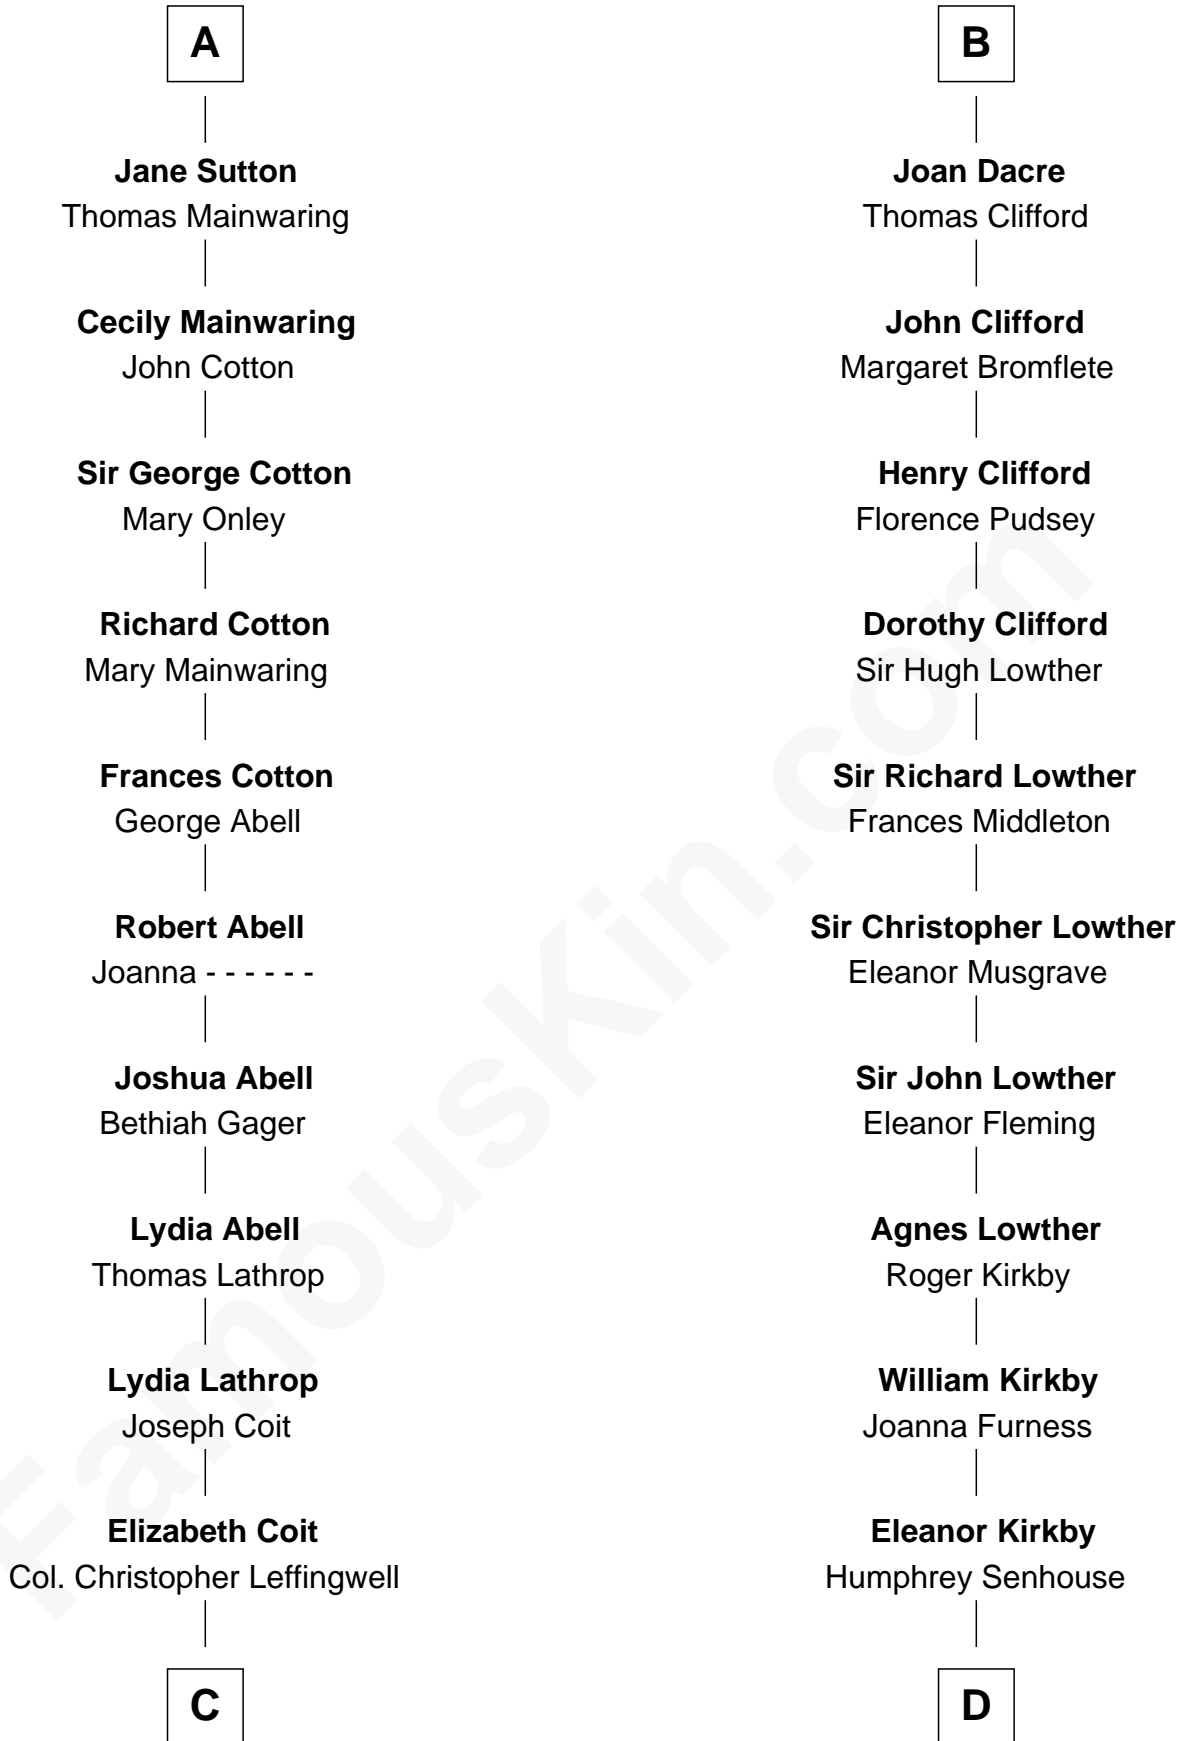 A
Jane Sutton
Thomas Mainwaring
Cecily Mainwaring
John Cotton
Sir George Cotton
Mary Onley
Richard Cotton
Mary Mainwaring
Frances Cotton
George Abell
Robert Abell
Joanna - - - - - -
Joshua Abell
Bethiah Gager
Lydia Abell
Thomas Lathrop
Lydia Lathrop
Joseph Coit
Elizabeth Coit
Col. Christopher Leffingwell
C
B
Joan Dacre
Thomas Clifford
John Clifford
Margaret Bromflete
Henry Clifford
Florence Pudsey
Dorothy Clifford
Sir Hugh Lowther
Sir Richard Lowther
Frances Middleton
Sir Christopher Lowther
Eleanor Musgrave
Sir John Lowther
Eleanor Fleming
Agnes Lowther
Roger Kirkby
William Kirkby
Joanna Furness
Eleanor Kirkby
Humphrey Senhouse
D
FamousKin.com